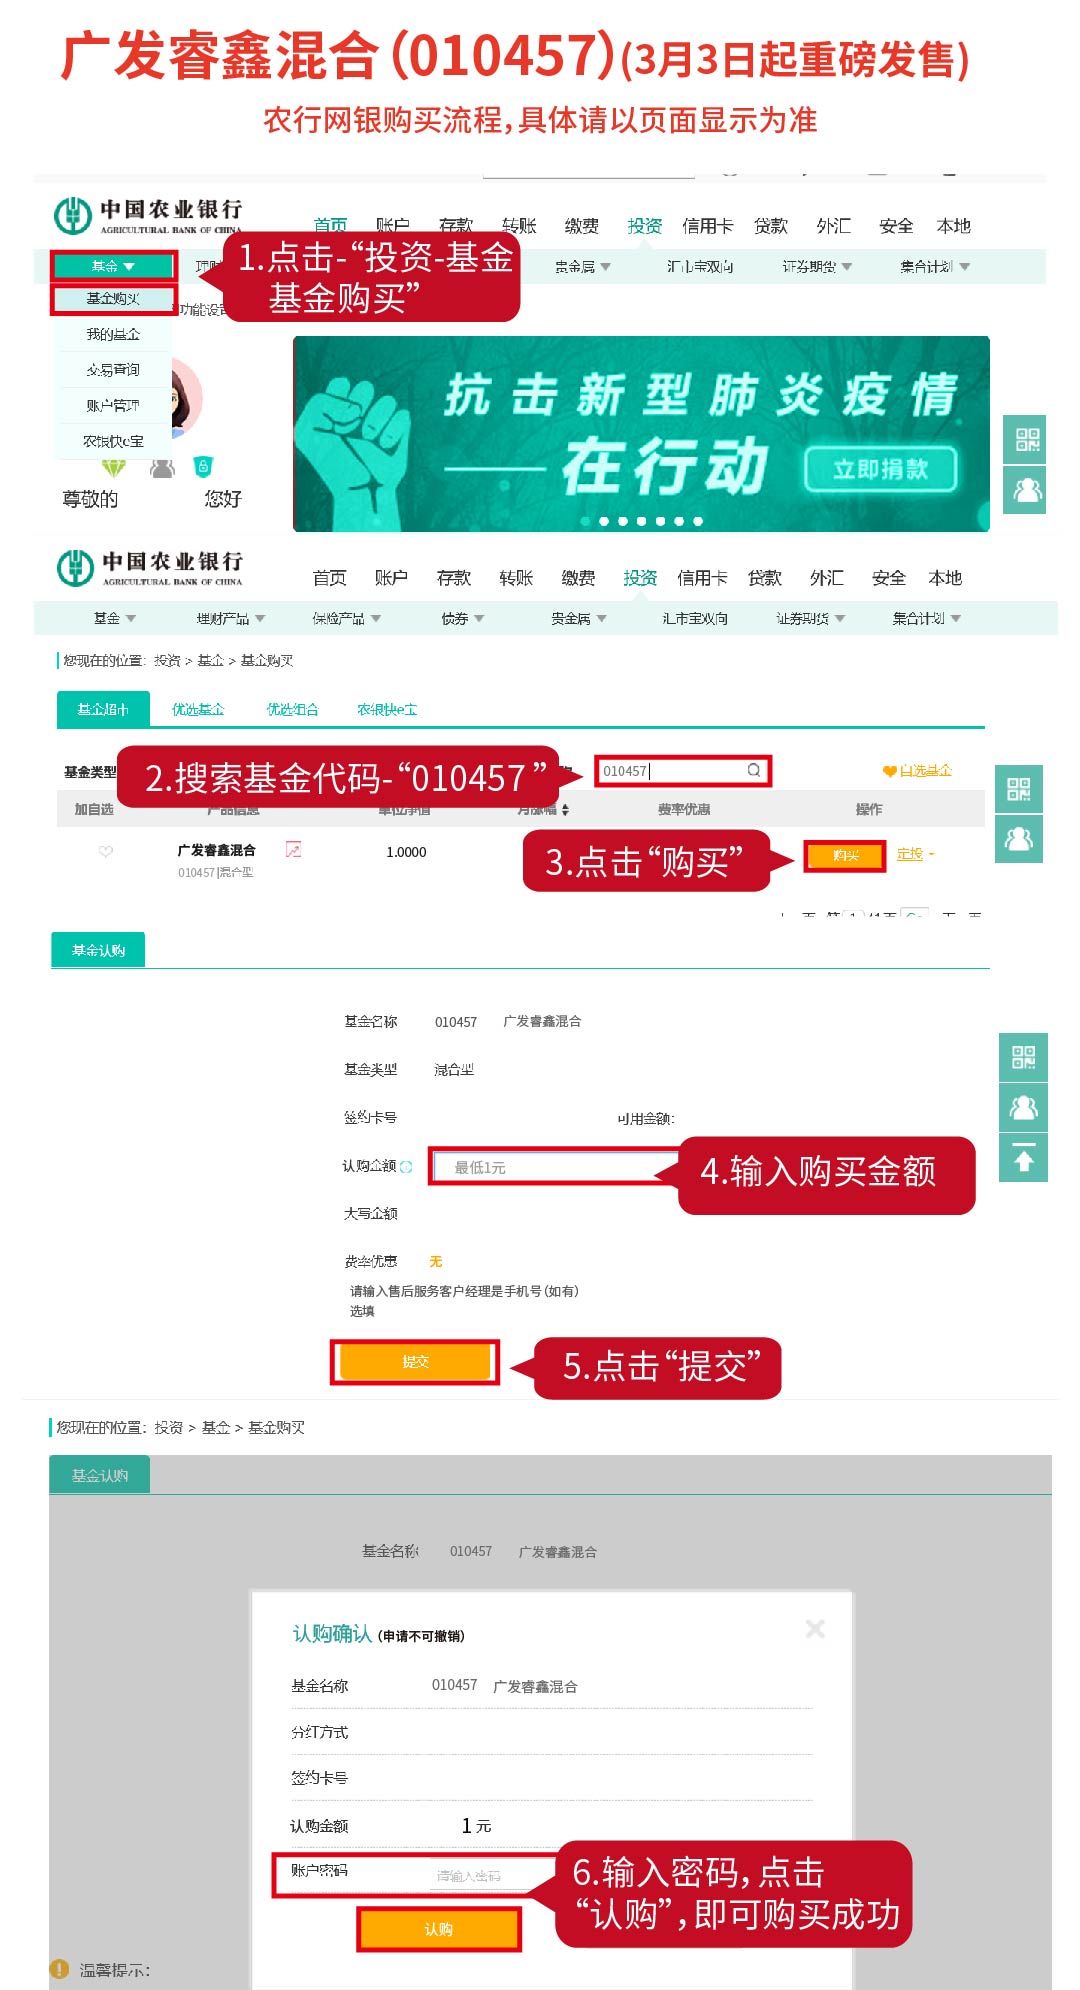 广发睿鑫混合(010457)(3月3日起重磅发售)
农行网银购买流程,具体请以页面显示为准
中国农业银行
AGRICULTURAL BANK OF CHINA
首页 账户 存款 转账 缴费 投资 信用卡 贷款 外汇 安全 本地
基金 贵金属 汇市宝双向 证券期货 集合计划
1.点击-“投资-基金
基金购买”
基金购买
功能设
我的基金
交易查询
账户管理
农银快e宝
尊敬的 您好
抗击新型肺炎疫情
在行动
立即捐款
中国农业银行
AGRICULTURAL BANK OF CHINA
首页 账户 存款 转账 缴费 投资 信用卡 贷款 外汇 安全 本地
基金 理财产品 保险产品 债券 贵金属 汇市宝双向 证券期货 集合计划
您现在的位置: 投资 > 基金 > 基金购买
基金超市 优选基金 优选组合 农银快e宝
基金类型
2.搜索基金代码-“010457 ”
010457
自选基金
加自选 产品信息 单位净值 月涨幅 费率优惠 操作
广发睿鑫混合 1.0000
010457|混合型
3.点击“购买”
购买 定投
基金认购
基金名称 010457 广发睿鑫混合
基金类型 混合型
签约卡号 可用金额:
认购金额 最低1元
4.输入购买金额
大写金额
费率优惠 无
请输入售后服务客户经理是手机号(如有)
选填
提交
5.点击“提交”
您现在的位置: 投资 > 基金 > 基金购买
基金认购
基金名称 010457 广发睿鑫混合
认购确认 (申请不可撤销)
基金名称 010457 广发睿鑫混合
分红方式
签约卡号
认购金额 1 元
账户密码 请输入密码
6.输入密码,点击
“认购”,即可购买成功
认购
温馨提示: